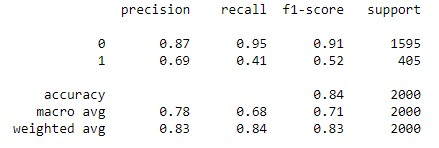 precision recall f1-score support
0 0.87 0.95 0.91 1595
1 0.69 0.41 0.52 405
accuracy 0.84 2000
macro avg 0.78 0.68 0.71 2000
weighted avg 0.83 0.84 0.83 2000